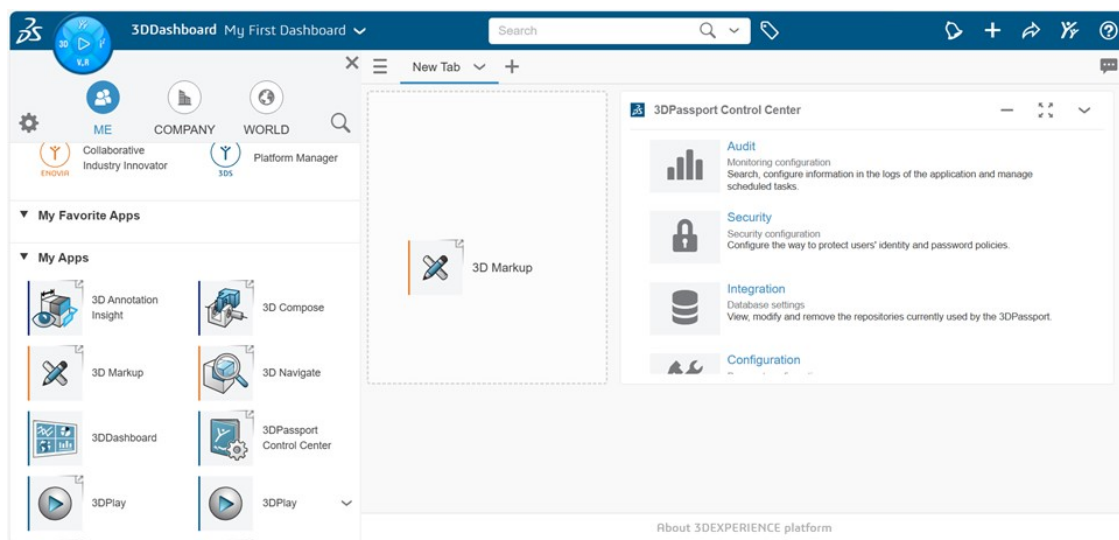 3DDashboard My First Dashboard
Search
3D
V.R
New Tab
ME
COMPANY
WORLD
ENOVIA
Collaborative
Industry Innovator
3DS
Platform Manager
My Favorite Apps
My Apps
3D Annotation
Insight
3D Compose
3D Markup
3D Navigate
3DDashboard
3DPassport
Control Center
3DPlay
3DPlay
3D Markup
3DPassport Control Center
Audit
Monitoring configuration
Search, configure information in the logs of the application and manage
scheduled tasks.
Security
Security configuration
Configure the way to protect users' identity and password policies.
Integration
Database settings
View, modify and remove the repositories currently used by the 3DPassport.
Configuration
About 3DEXPERIENCE platform